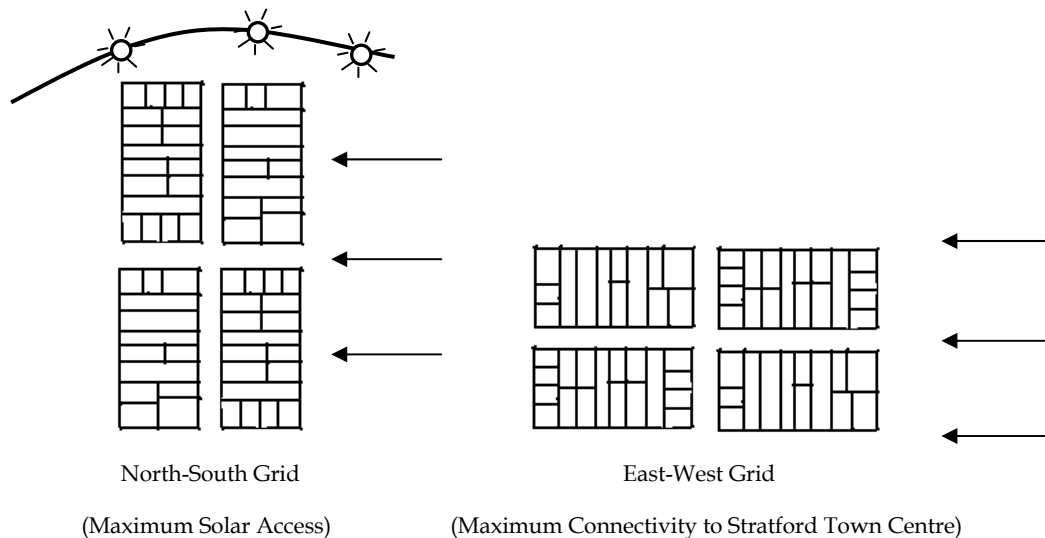 North-South Grid
(Maximum Solar Access)
East-West Grid
(Maximum Connectivity to Stratford Town Centre)